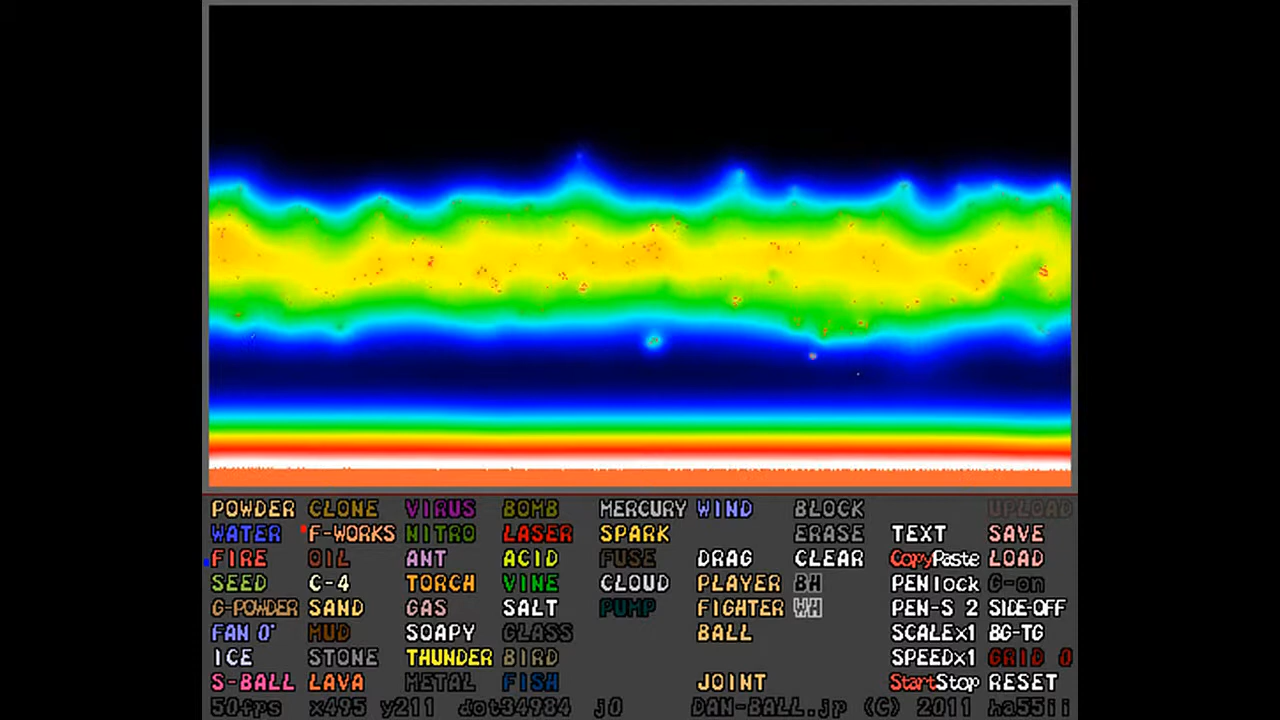 POWDER CLONE VIRUS BOMB MERCURY WIND BLOCK UPLOAD
WATER F-WORKS NITRO LASER SPARK ERASE TEXT SAVE
FIRE OIL ANT ACID FUSE DRAG CLEAR CopyPaste LOAD
SEED C-4 TORCH VINE CLOUD PLAYER BH PENlock G-on
G-POWDER SAND GAS SALT PUMP FIGHTER WH PEN-S 2 SIDE-OFF
FAN 0° MUD SOAPY GLASS BALL SCALE×1 BG-TG
ICE STONE THUNDER BIRD SPEED×1 GRID 0
S-BALL LAVA METAL FISH JOINT StartStop RESET
50fps x495 y211 dot34984 j0 DAN-BALL.jp (C) 2011 ha55ii